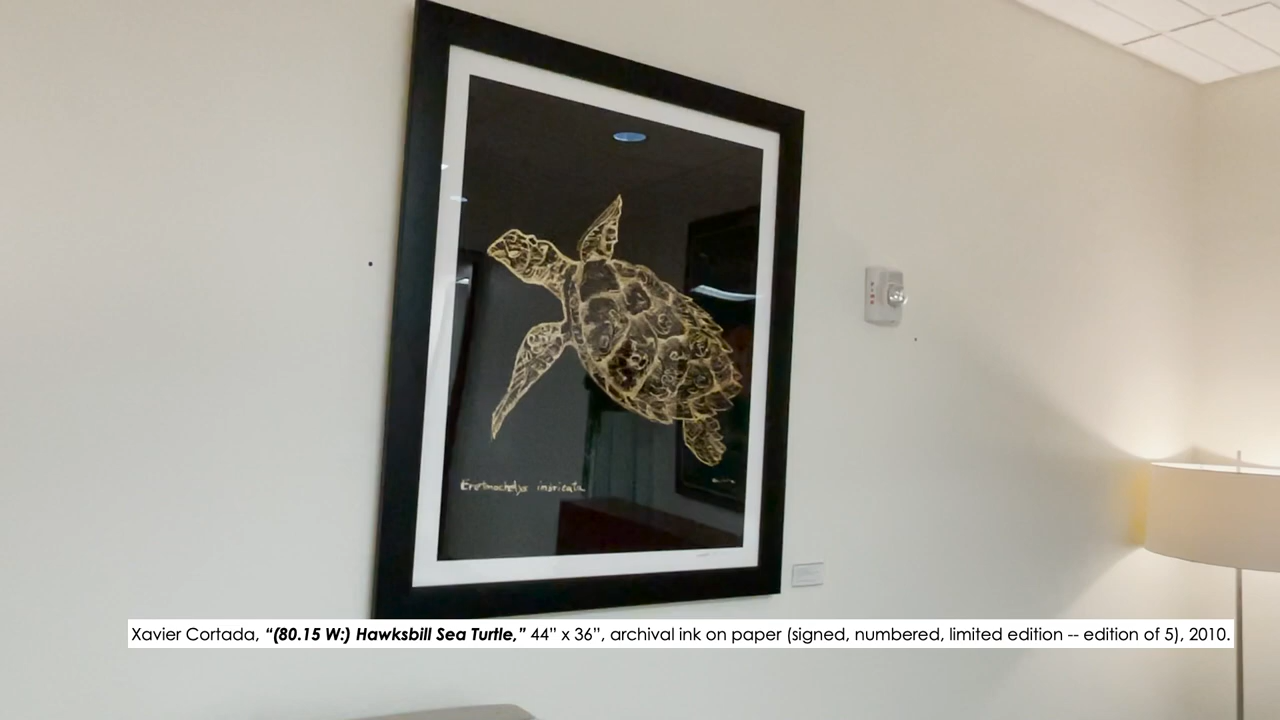 Eretmochelys imbricata
Xavier Cortada, “(80.15 W:) Hawksbill Sea Turtle,” 44” x 36”, archival ink on paper (signed, numbered, limited edition -- edition of 5), 2010.